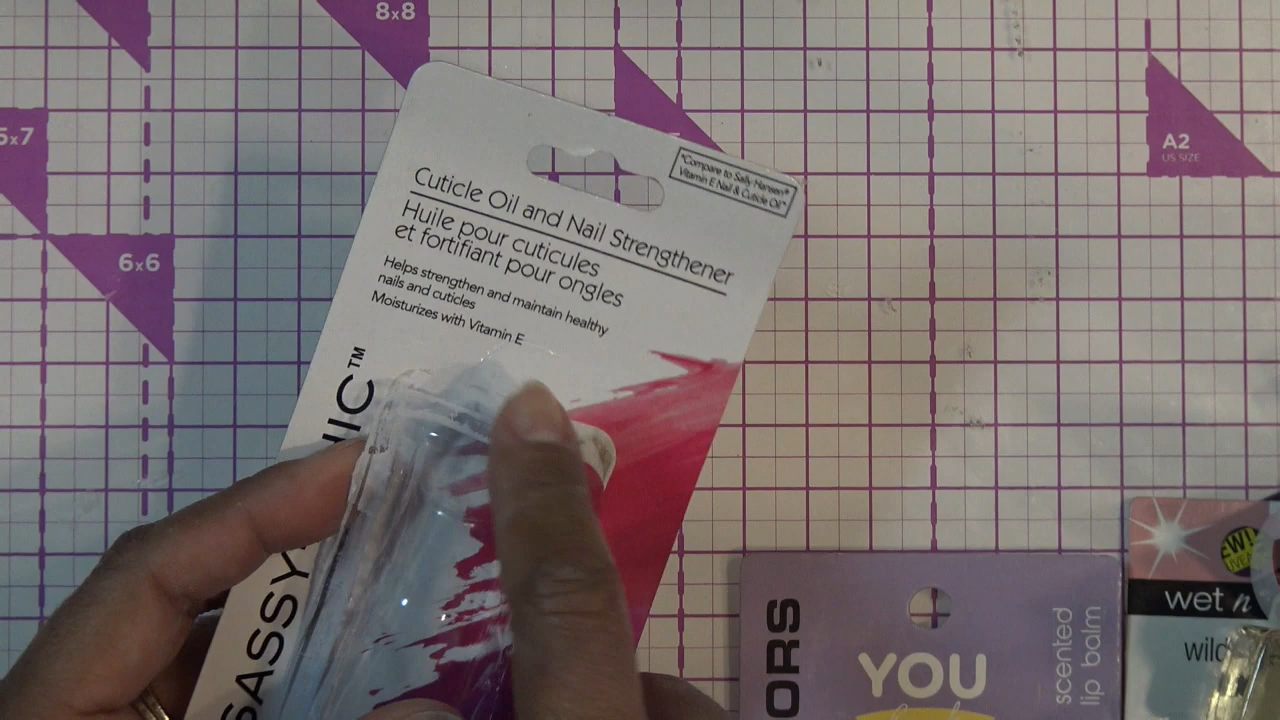 8x8
5x7
6x6
A2
US SIZE
*Compare to Sally Hansen®
Vitamin E Nail & Cuticle Oil*
Cuticle Oil and Nail Strengthener
Huile pour cuticules
et fortifiant pour ongles
Helps strengthen and maintain healthy
nails and cuticles
Moisturizes with Vitamin E
SASSY
HIC™
ORS
YOU
scented
lip balm
wet n
wild